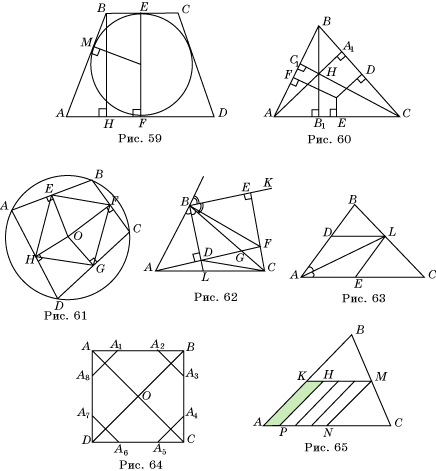 B E C
M
A H F D
Рис. 59
B
C₁ A₁
F H D
A B₁ E C
Рис. 60
B
E F
A C
O
H G
D
Рис. 61
K
E
B
F
D G
A L C
Рис. 62
B
D L
A E C
Рис. 63
A A₁ A₂ B
A₈ A₃
O
A₇ A₄
D A₆ A₅ C
Рис. 64
B
K H M
A P N C
Рис. 65